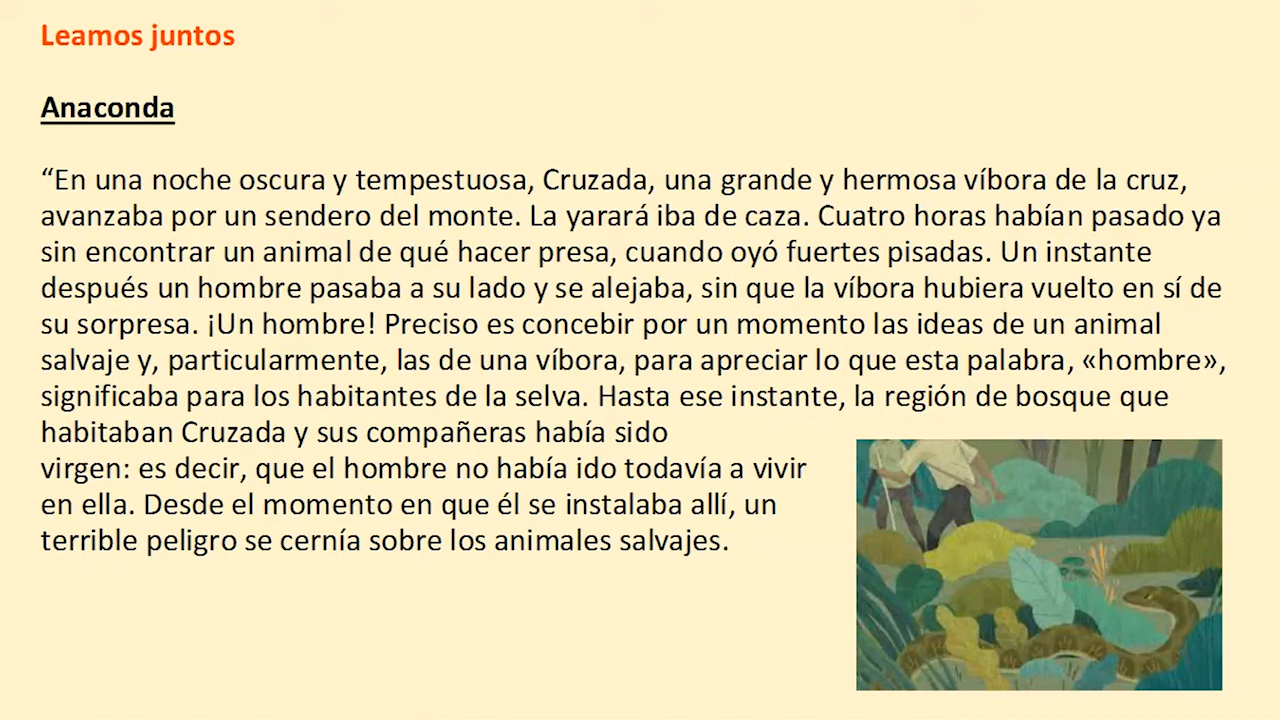 Leamos juntos
Anaconda
“En una noche oscura y tempestuosa, Cruzada, una grande y hermosa víbora de la cruz,
avanzaba por un sendero del monte. La yarará iba de caza. Cuatro horas habían pasado ya
sin encontrar un animal de qué hacer presa, cuando oyó fuertes pisadas. Un instante
después un hombre pasaba a su lado y se alejaba, sin que la víbora hubiera vuelto en sí de
su sorpresa. ¡Un hombre! Preciso es concebir por un momento las ideas de un animal
salvaje y, particularmente, las de una víbora, para apreciar lo que esta palabra, «hombre»,
significaba para los habitantes de la selva. Hasta ese instante, la región de bosque que
habitaban Cruzada y sus compañeras había sido
virgen: es decir, que el hombre no había ido todavía a vivir
en ella. Desde el momento en que él se instalaba allí, un
terrible peligro se cernía sobre los animales salvajes.